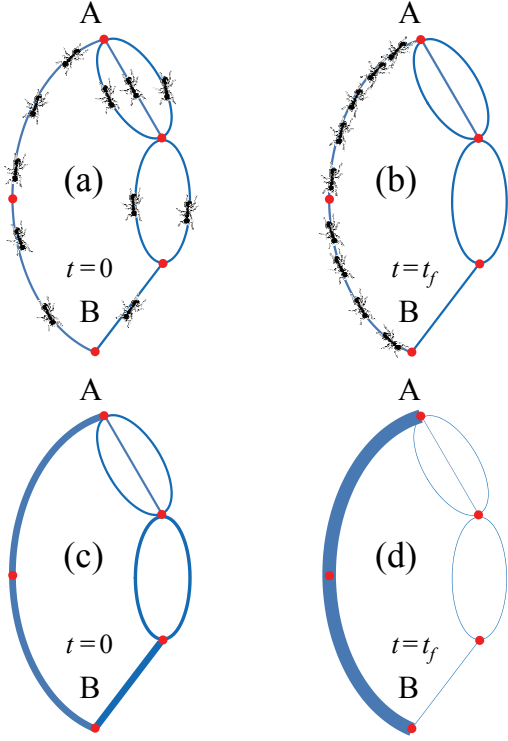 A
A
(a)
(b)
t = 0
t = t_f
B
B
A
A
(c)
(d)
t = 0
t = t_f
B
B